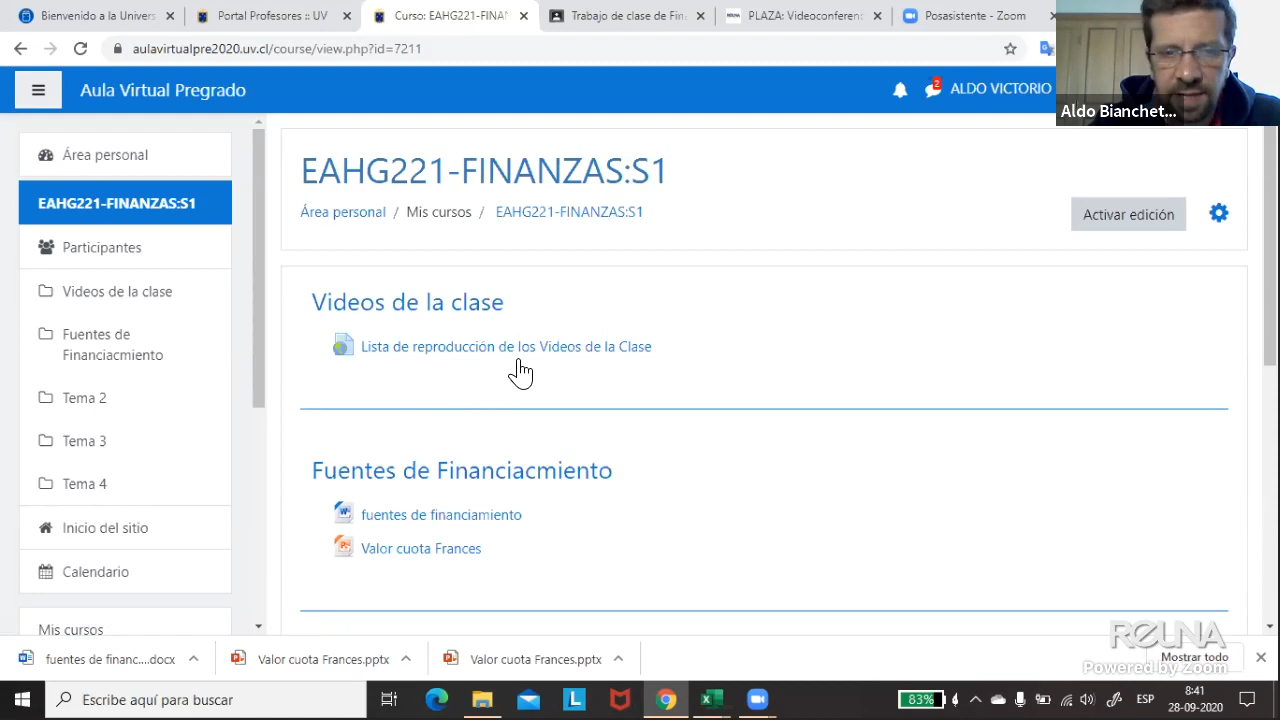 Bienvenido a la Univers
Portal Profesores :: UV
Curso: EAHG221-FINAN
Trabajo de clase de Fin
PLAZA: Videoconferen
Posasistente - Zoom
aulavirtualpre2020.uv.cl/course/view.php?id=7211
Aula Virtual Pregrado
2
ALDO VICTORIO
Aldo Bianchet...
Área personal
EAHG221-FINANZAS:S1
Participantes
Videos de la clase
Fuentes de
Financiacmiento
Tema 2
Tema 3
Tema 4
Inicio del sitio
Calendario
Mis cursos
EAHG221-FINANZAS:S1
Área personal / Mis cursos / EAHG221-FINANZAS:S1
Activar edición
Videos de la clase
Lista de reproducción de los Videos de la Clase
Fuentes de Financiacmiento
fuentes de financiamiento
Valor cuota Frances
REUNA
Powered by Zoom
fuentes de financ....docx
Valor cuota Frances.pptx
Valor cuota Frances.pptx
Mostrar todo
Escribe aquí para buscar
83%
ESP
8:41
28-09-2020